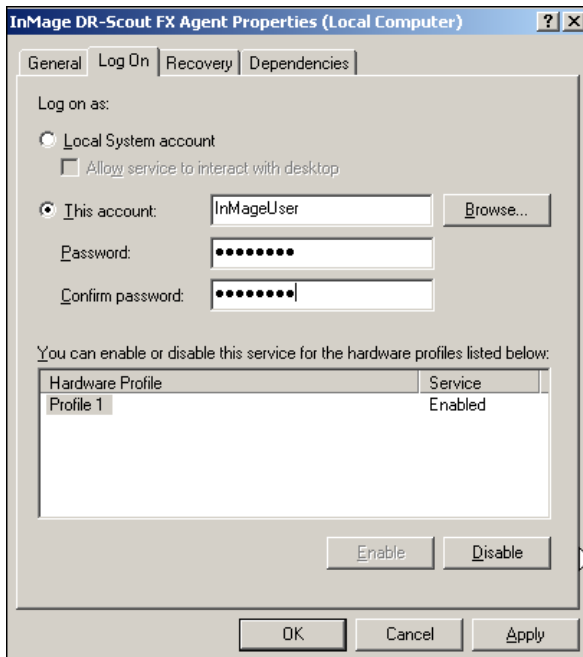 InMage DR-Scout FX Agent Properties (Local Computer)
General Log On Recovery Dependencies
Log on as:
Local System account
Allow service to interact with desktop
This account: InMageUser Browse...
Password: ●●●●●●●●
Confirm password: ●●●●●●●●
You can enable or disable this service for the hardware profiles listed below:
Hardware Profile Service
Profile 1 Enabled
Enable Disable
OK Cancel Apply